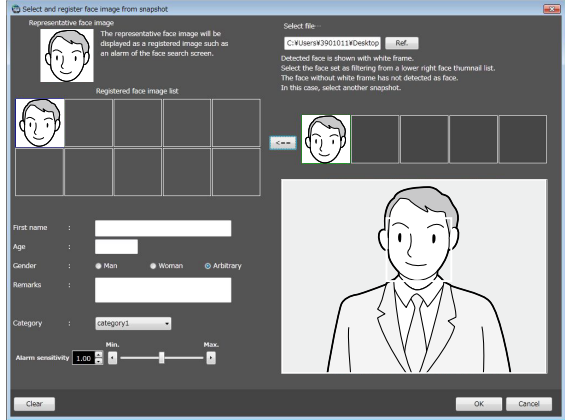 Select and register face image from snapshot
Representative face image
The representative face image will be
displayed as a registered image such as
an alarm of the face search screen.
Registered face image list
Select file…
C:¥Users¥3901011¥Desktop
Ref.
Detected face is shown with white frame.
Select the face set as filtering from a lower right face thumnail list.
The face without white frame has not detected as face.
In this case, select another snapshot.
<==
First name :
Age :
Gender : Man Woman Arbitrary
Remarks :
Category : category1
Min. Max.
Alarm sensitivity 1.00
Clear
OK
Cancel